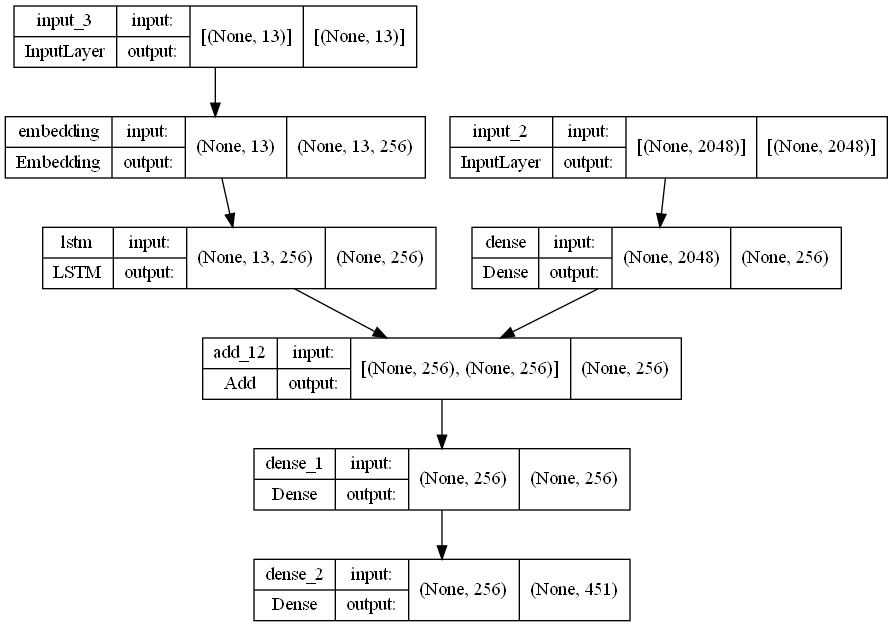 input_3 input: [(None, 13)] [(None, 13)]
InputLayer output:
embedding input: (None, 13) (None, 13, 256)
Embedding output:
input_2 input: [(None, 2048)] [(None, 2048)]
InputLayer output:
lstm input: (None, 13, 256) (None, 256)
LSTM output:
dense input: (None, 2048) (None, 256)
Dense output:
add_12 input: [(None, 256), (None, 256)] (None, 256)
Add output:
dense_1 input: (None, 256) (None, 256)
Dense output:
dense_2 input: (None, 256) (None, 451)
Dense output: